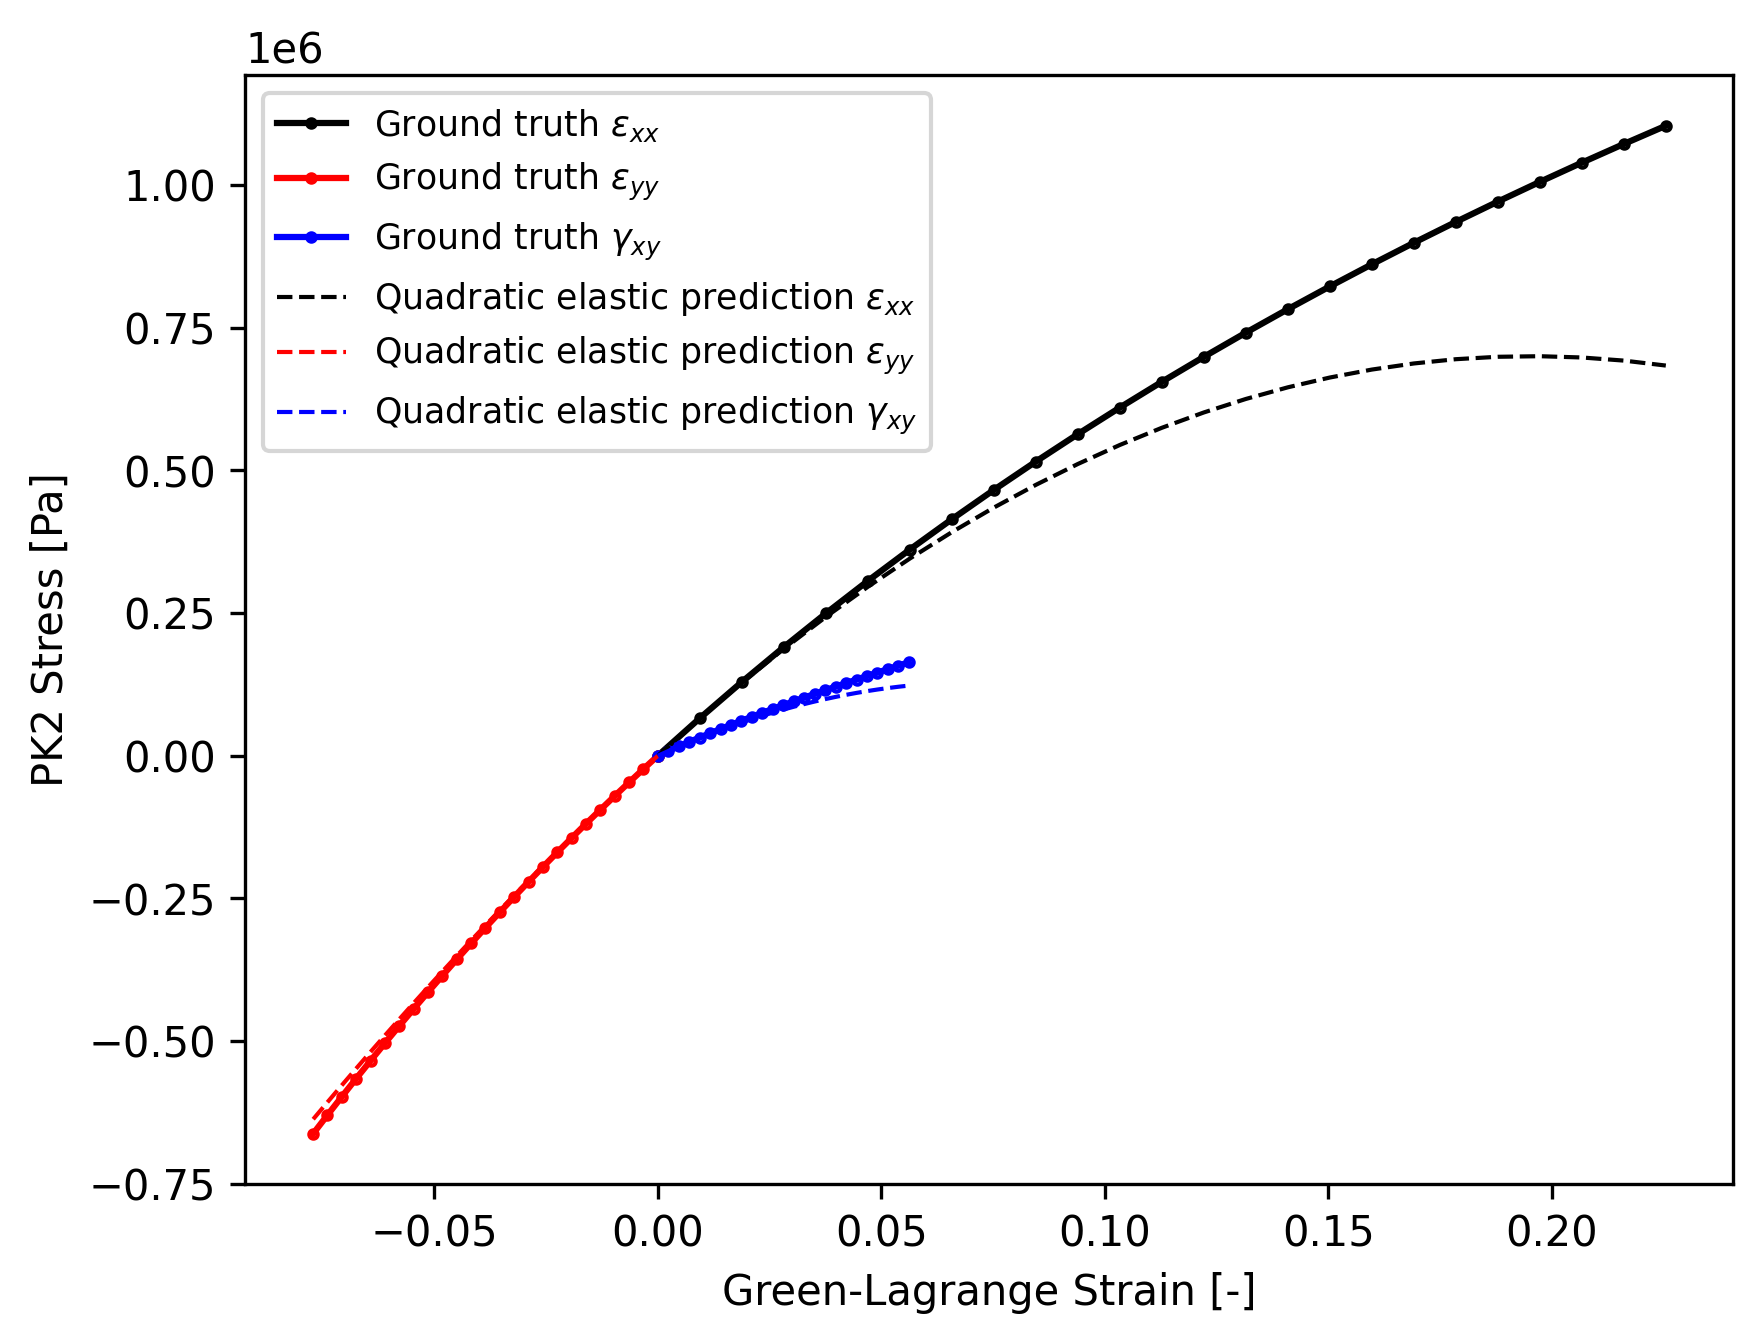 1e6
Ground truth εxx
Ground truth εyy
Ground truth γxy
Quadratic elastic prediction εxx
Quadratic elastic prediction εyy
Quadratic elastic prediction γxy
1.00
0.75
0.50
0.25
0.00
−0.25
−0.50
−0.75
PK2 Stress [Pa]
−0.05 0.00 0.05 0.10 0.15 0.20
Green-Lagrange Strain [-]